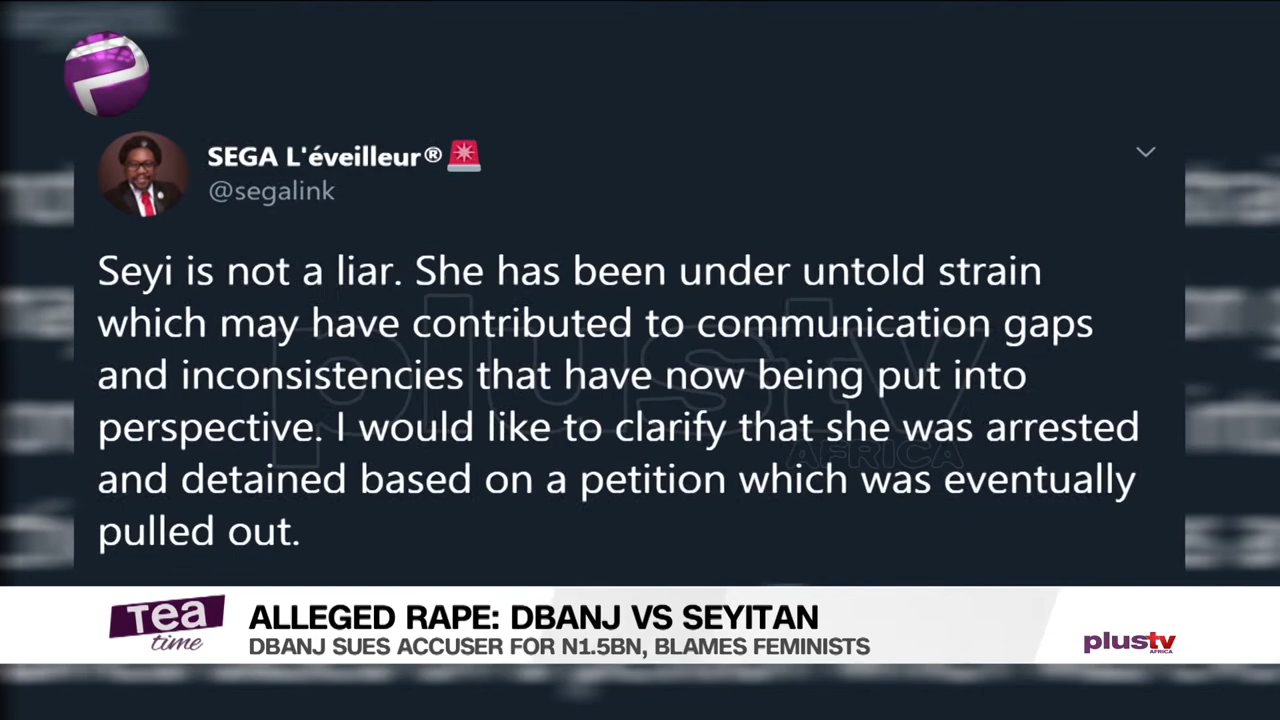 SEGA L'éveilleur®🚨
@segalink
Seyi is not a liar. She has been under untold strain
which may have contributed to communication gaps
and inconsistencies that have now being put into
perspective. I would like to clarify that she was arrested
and detained based on a petition which was eventually
pulled out.
plustv
AFRICA
Tea
time
ALLEGED RAPE: DBANJ VS SEYITAN
DBANJ SUES ACCUSER FOR N1.5BN, BLAMES FEMINISTS
plustv
AFRICA